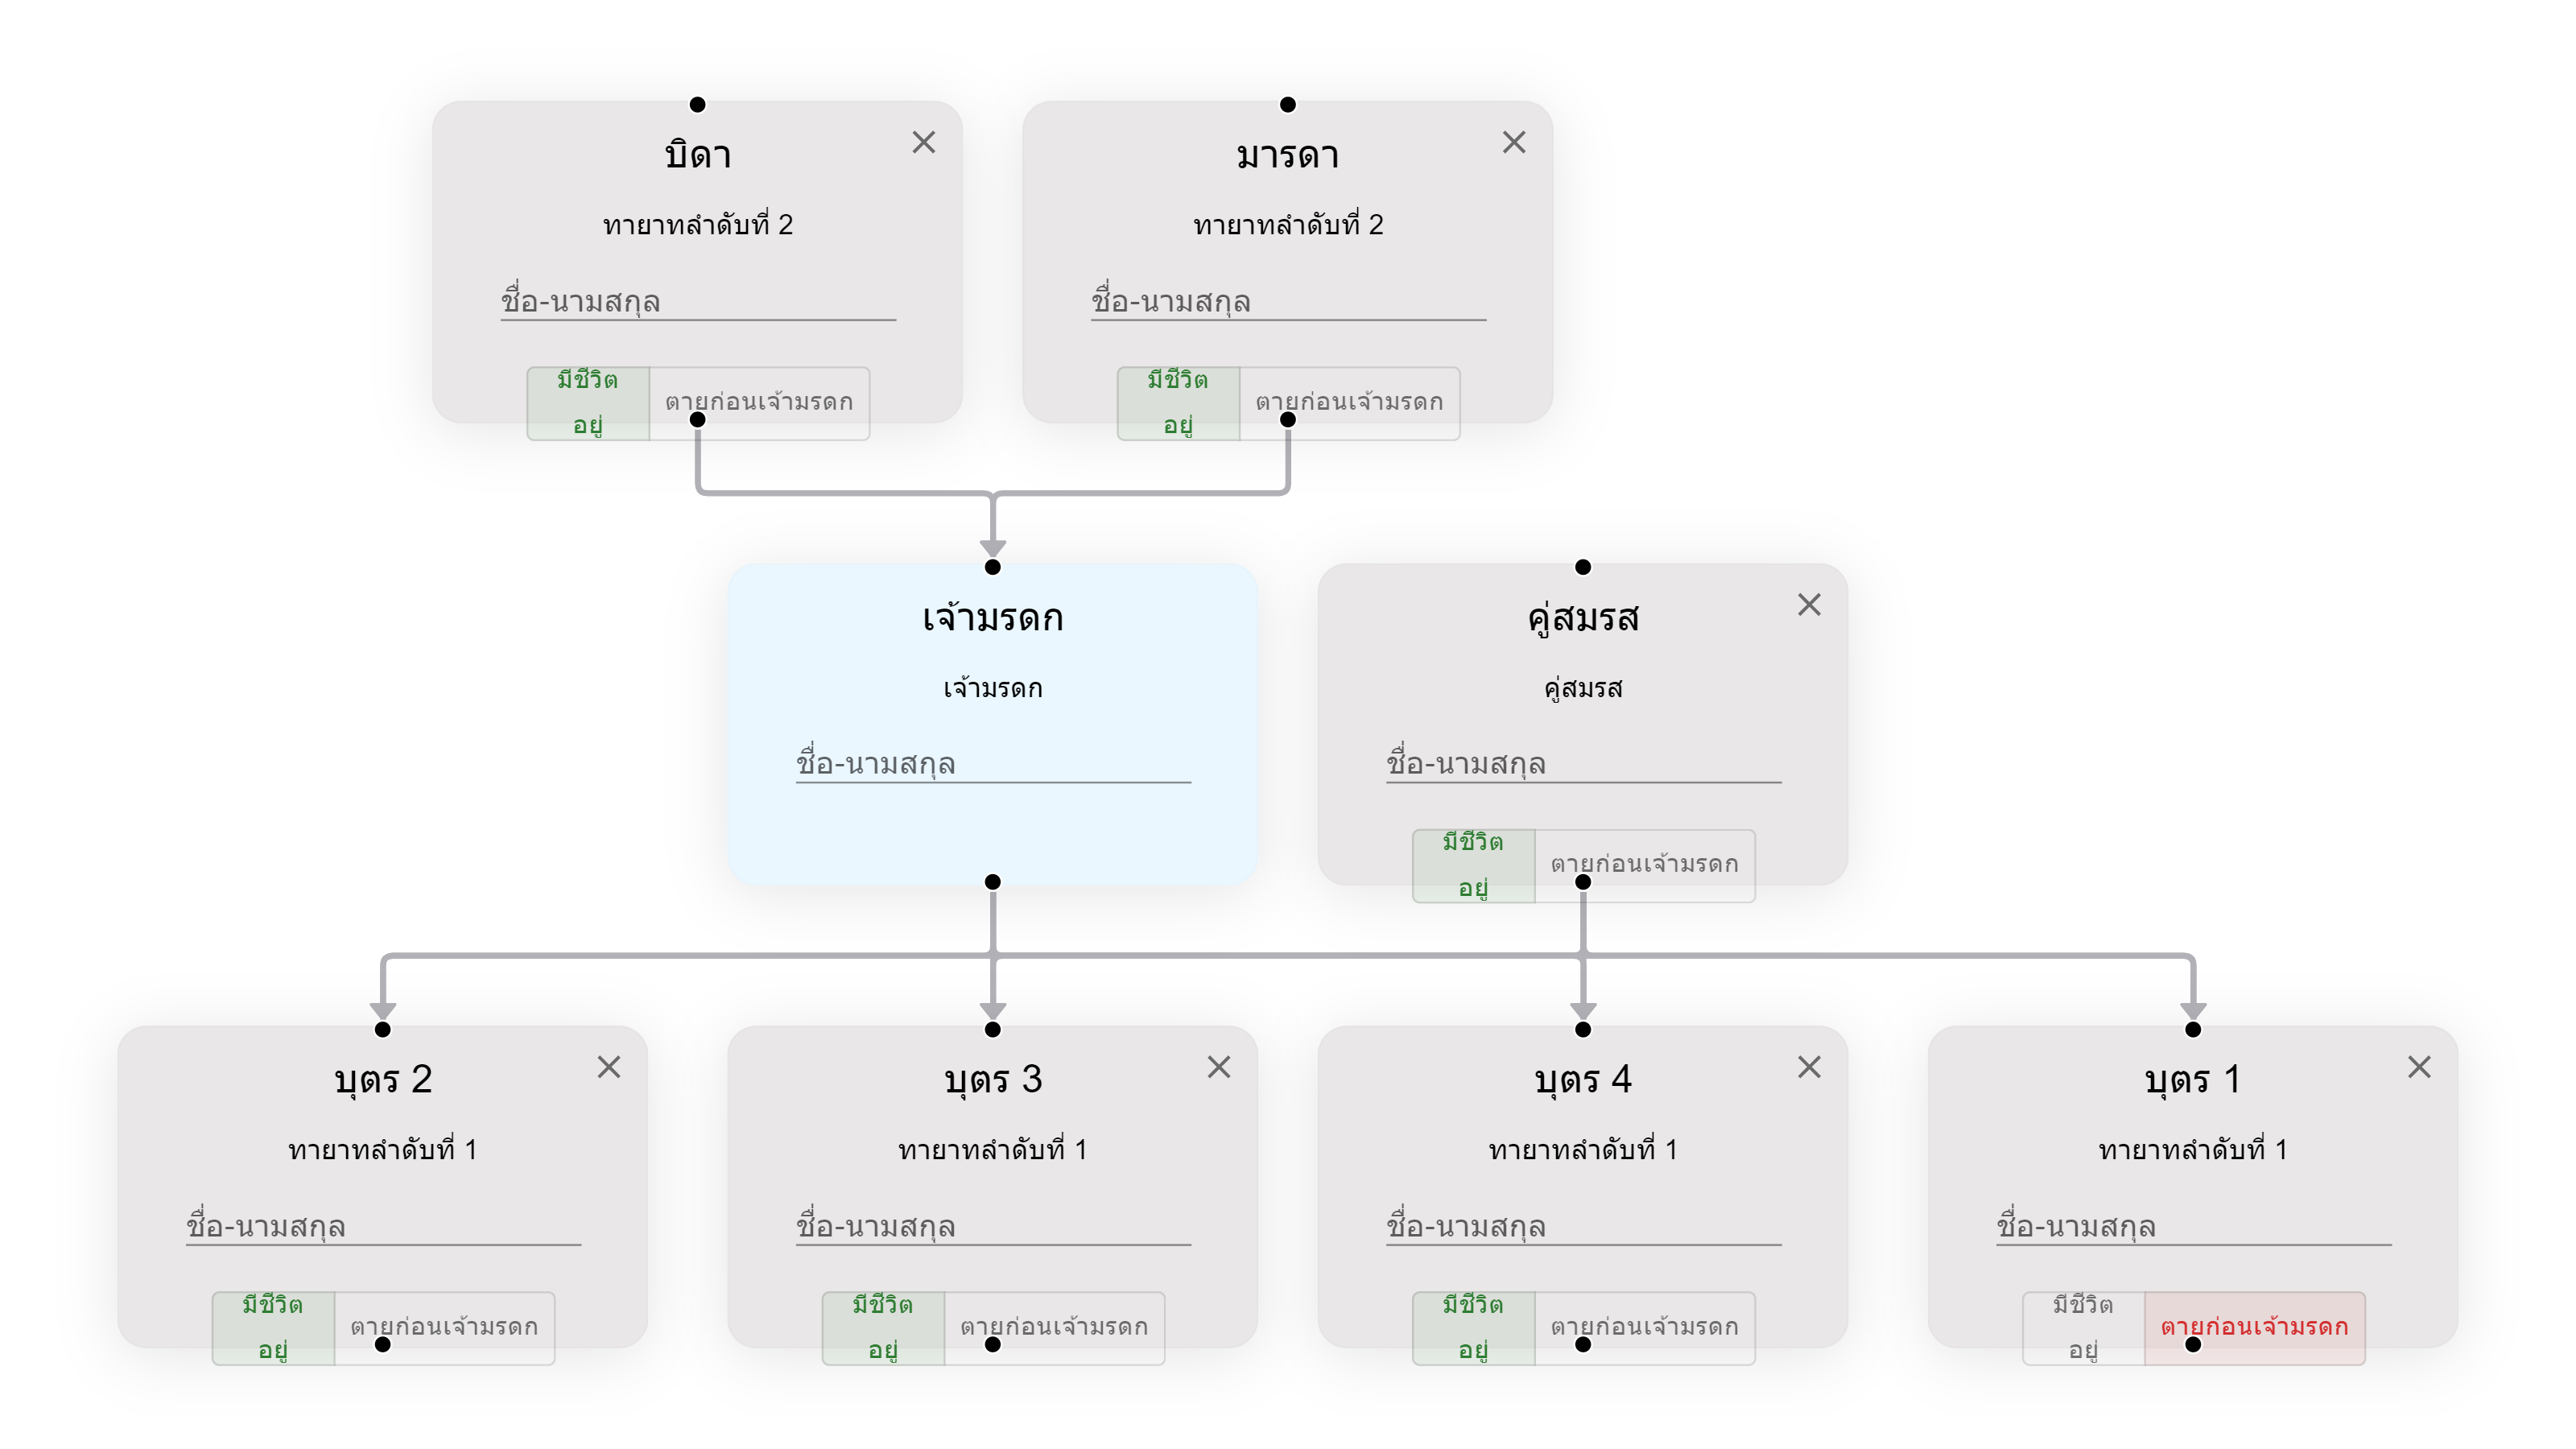 บิดา
ทายาทลำดับที่ 2
ชื่อ-นามสกุล
มีชีวิต
อยู่
ตายก่อนเจ้ามรดก
มารดา
ทายาทลำดับที่ 2
ชื่อ-นามสกุล
มีชีวิต
อยู่
ตายก่อนเจ้ามรดก
เจ้ามรดก
เจ้ามรดก
ชื่อ-นามสกุล
คู่สมรส
คู่สมรส
ชื่อ-นามสกุล
มีชีวิต
อยู่
ตายก่อนเจ้ามรดก
บุตร 2
ทายาทลำดับที่ 1
ชื่อ-นามสกุล
มีชีวิต
อยู่
ตายก่อนเจ้ามรดก
บุตร 3
ทายาทลำดับที่ 1
ชื่อ-นามสกุล
มีชีวิต
อยู่
ตายก่อนเจ้ามรดก
บุตร 4
ทายาทลำดับที่ 1
ชื่อ-นามสกุล
มีชีวิต
อยู่
ตายก่อนเจ้ามรดก
บุตร 1
ทายาทลำดับที่ 1
ชื่อ-นามสกุล
มีชีวิต
อยู่
ตายก่อนเจ้ามรดก